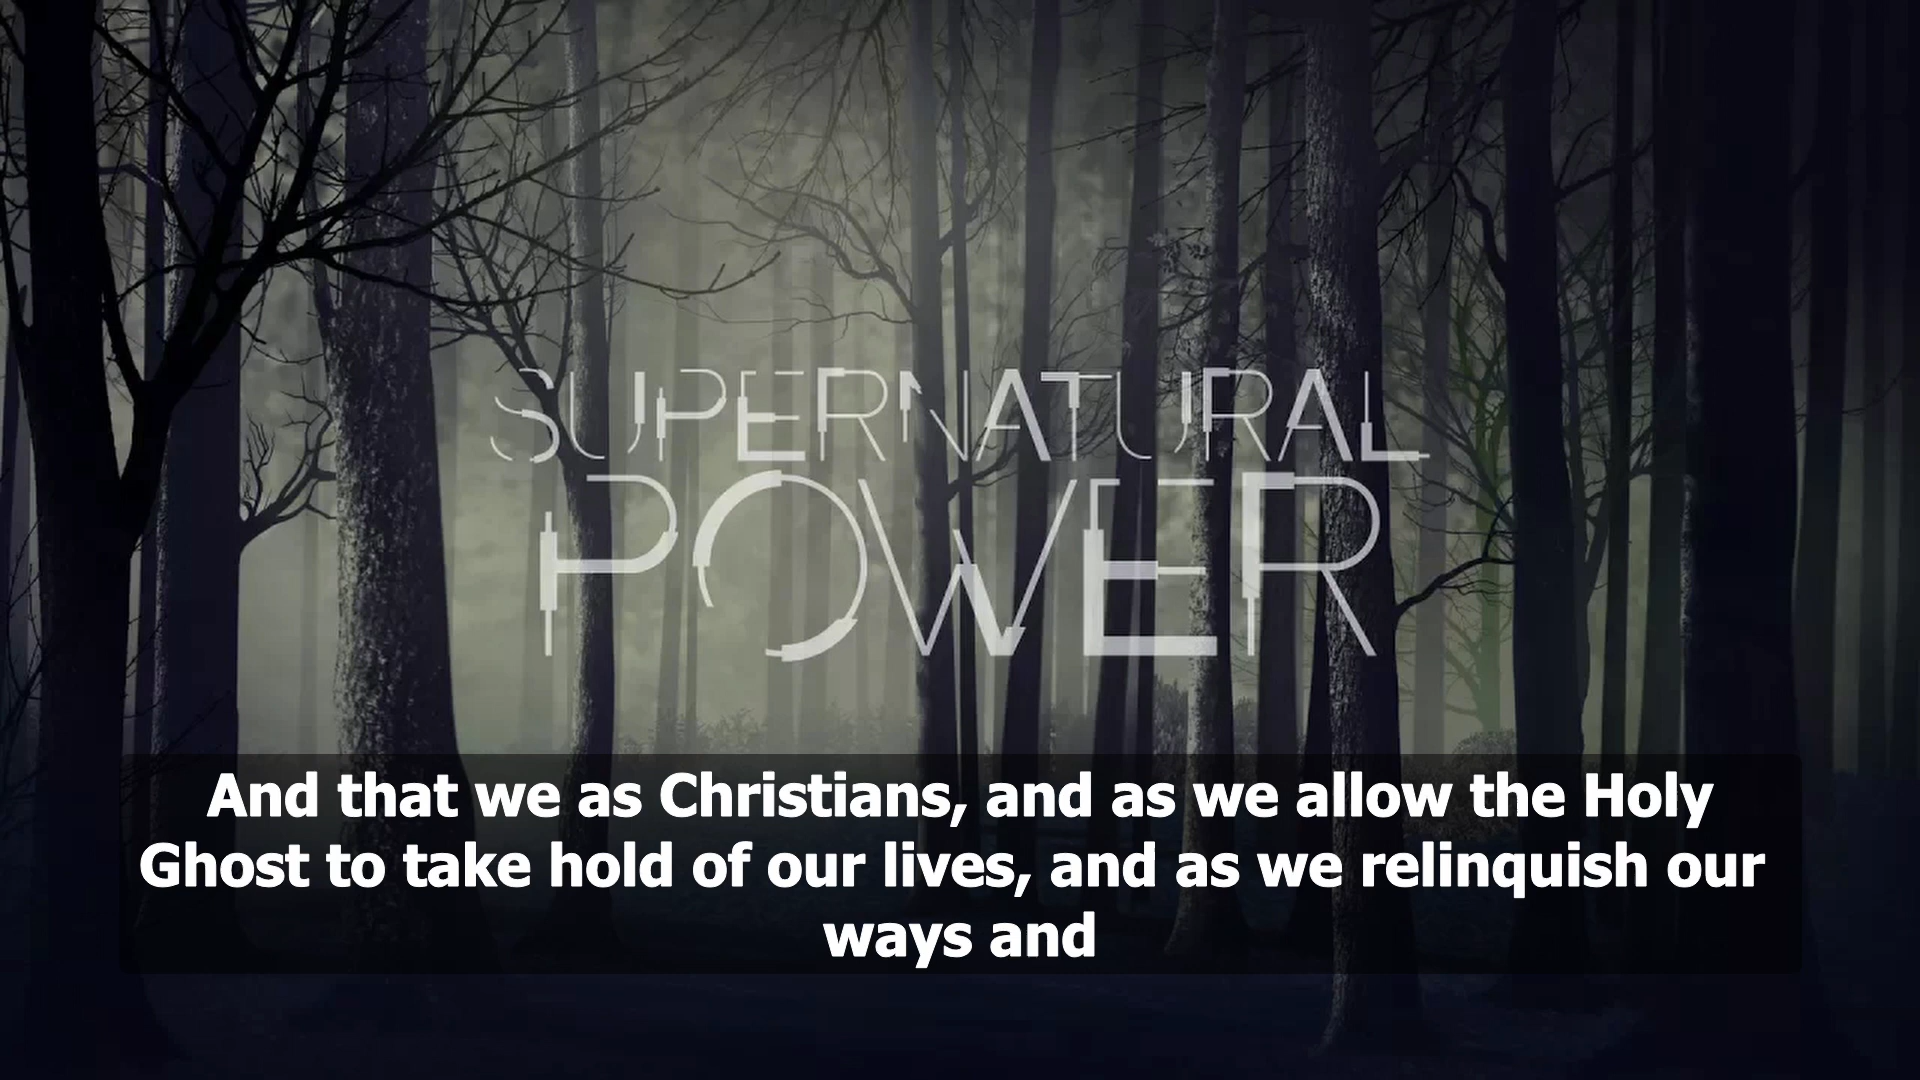 SUPERNATURAL
POWER
And that we as Christians, and as we allow the Holy
Ghost to take hold of our lives, and as we relinquish our
ways and